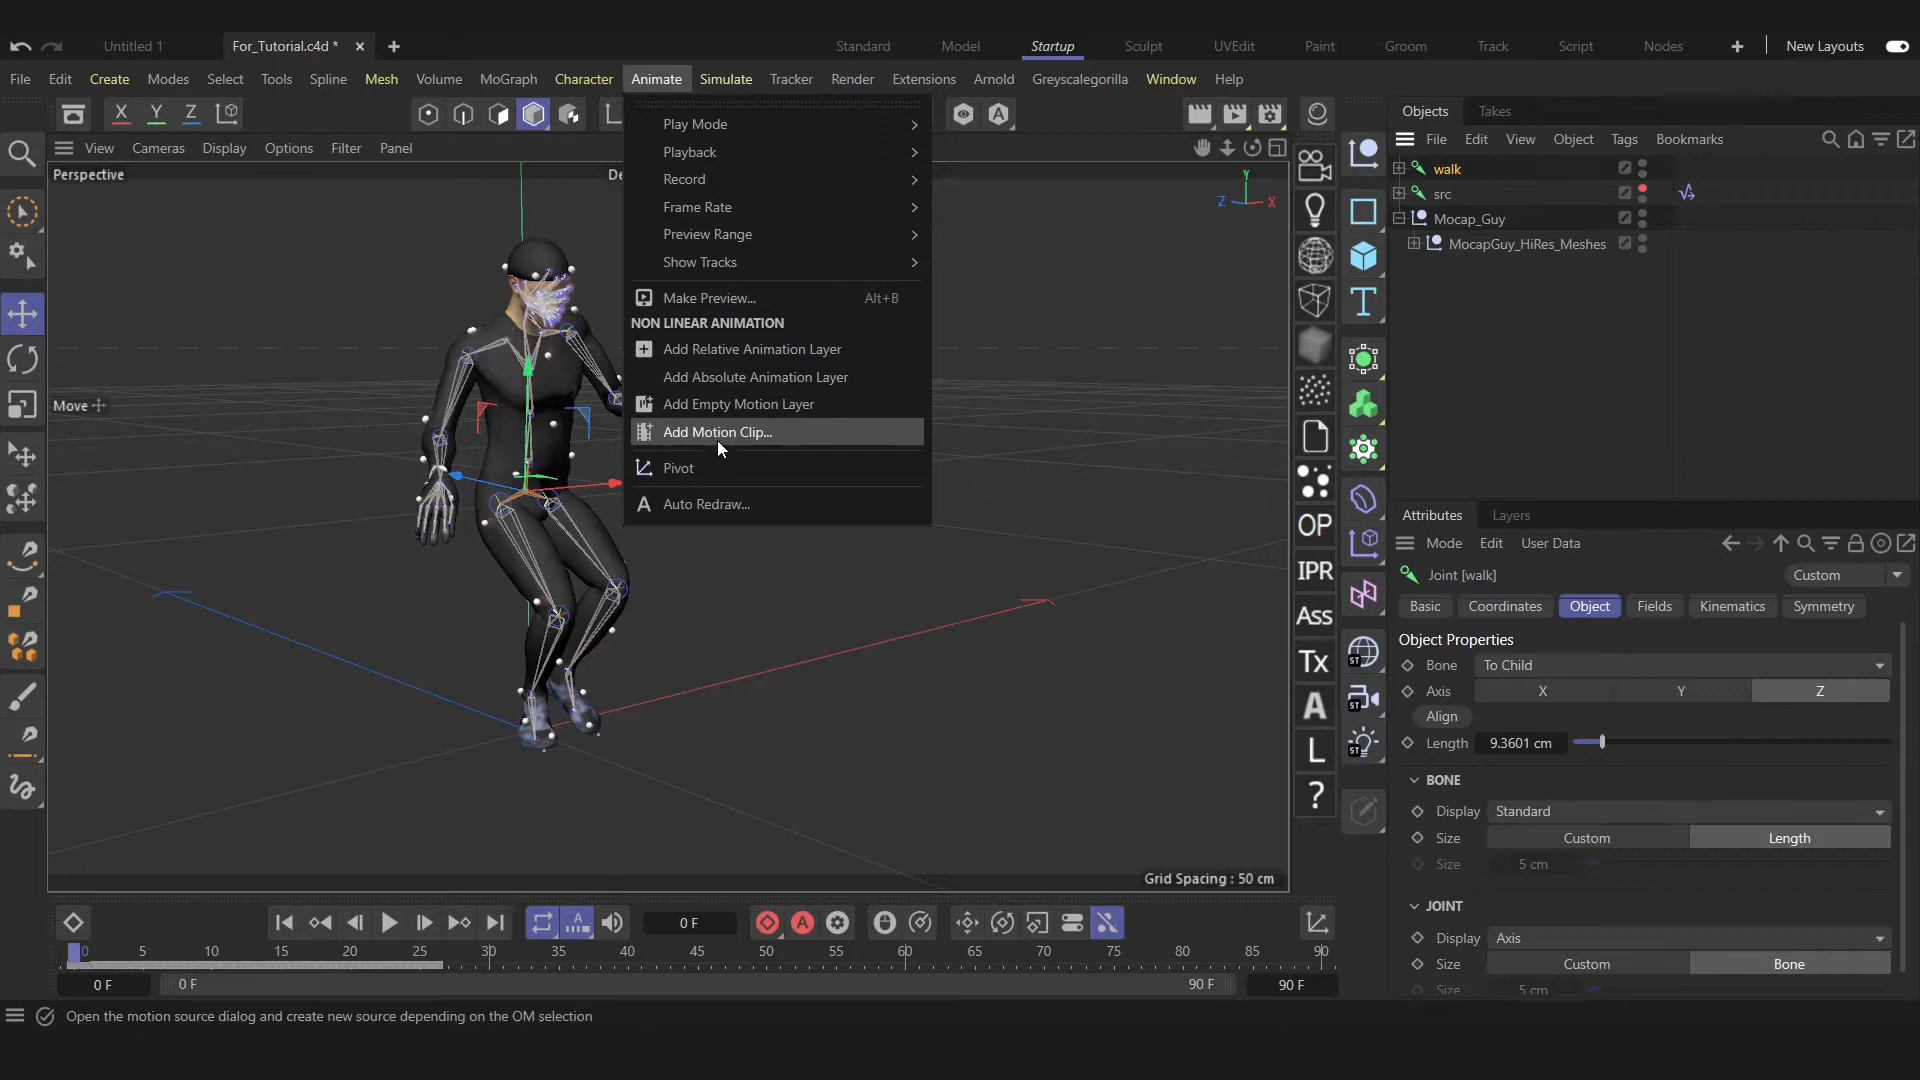 Untitled 1
For_Tutorial.c4d *
Standard
Model
Startup
Sculpt
UVEdit
Paint
Groom
Track
Script
Nodes
New Layouts
File Edit Create Modes Select Tools Spline Mesh Volume MoGraph Character Animate Simulate Tracker Render Extensions Arnold Greyscalegorilla Window Help
X Y Z
View Cameras Display Options Filter Panel
Perspective
De
Move
Play Mode
Playback
Record
Frame Rate
Preview Range
Show Tracks
Make Preview... Alt+B
NON LINEAR ANIMATION
Add Relative Animation Layer
Add Absolute Animation Layer
Add Empty Motion Layer
Add Motion Clip...
Pivot
Auto Redraw...
Y
Z X
Grid Spacing : 50 cm
OP
IPR
Ass
Tx
A
L
?
T
ST
ST
ST
Objects Takes
File Edit View Object Tags Bookmarks
walk
src
Mocap_Guy
MocapGuy_HiRes_Meshes
Attributes Layers
Mode Edit User Data
Joint [walk]
Custom
Basic Coordinates Object Fields Kinematics Symmetry
Object Properties
Bone To Child
Axis X Y Z
Align
Length 9.3601 cm
BONE
Display Standard
Size Custom Length
Size 5 cm
JOINT
Display Axis
Size Custom Bone
Size 5 cm
0 F
0 5 10 15 20 25 30 35 40 45 50 55 60 65 70 75 80 85 90
0 F 0 F 90 F 90 F
Open the motion source dialog and create new source depending on the OM selection